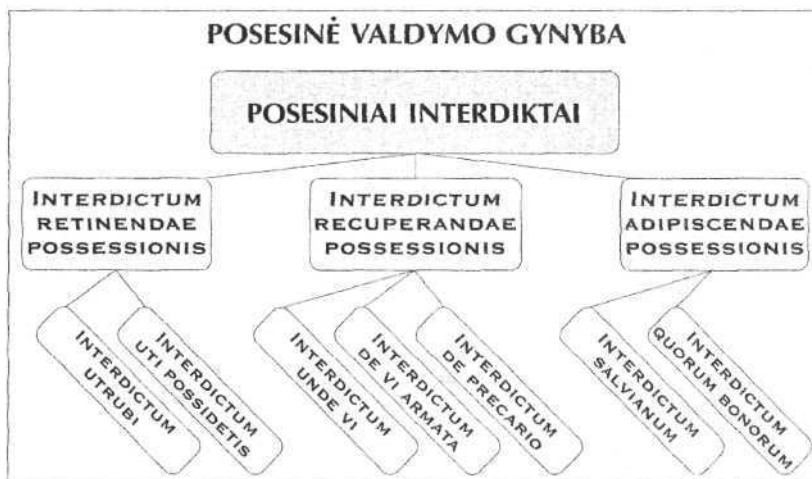 POSESINĖ VALDYMO GYNYBA
POSESINIAI INTERDIKTAI
INTERDICTUM
RETINENDAE
POSSESSIONIS
INTERDICTUM
RECUPERANDAE
POSSESSIONIS
INTERDICTUM
ADIPISCENDAE
POSSESSIONIS
INTERDICTUM
UTRUBI
INTERDICTUM
UTI POSSIDETIS
INTERDICTUM
UNDE VI
INTERDICTUM
DE VI ARMATA
INTERDICTUM
DE PRECARIO
INTERDICTUM
SALVIANUM
INTERDICTUM
QUORUM BONORUM